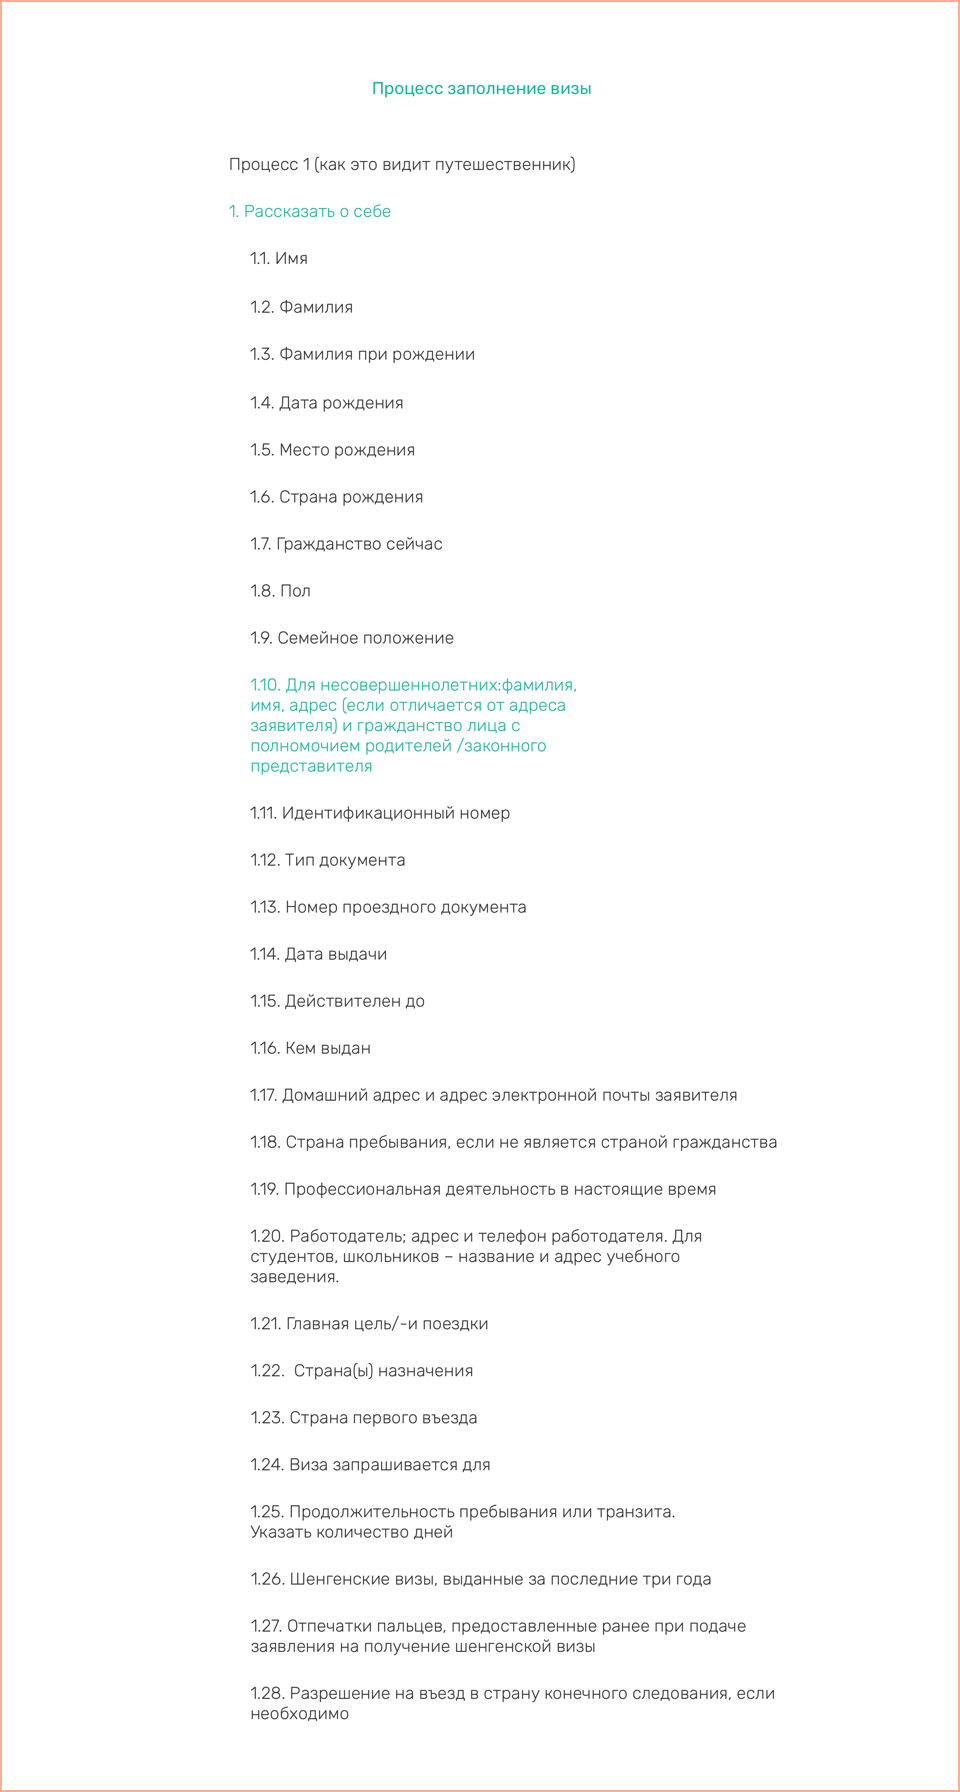 Процесс заполнение визы
Процесс 1 (как это видит путешественник)
1. Рассказать о себе
1.1. Имя
1.2. Фамилия
1.3. Фамилия при рождении
1.4. Дата рождения
1.5. Место рождения
1.6. Страна рождения
1.7. Гражданство сейчас
1.8. Пол
1.9. Семейное положение
1.10. Для несовершеннолетних:фамилия,
имя, адрес (если отличается от адреса
заявителя) и гражданство лица с
полномочием родителей /законного
представителя
1.11. Идентификационный номер
1.12. Тип документа
1.13. Номер проездного документа
1.14. Дата выдачи
1.15. Действителен до
1.16. Кем выдан
1.17. Домашний адрес и адрес электронной почты заявителя
1.18. Страна пребывания, если не является страной гражданства
1.19. Профессиональная деятельность в настоящие время
1.20. Работодатель; адрес и телефон работодателя. Для
студентов, школьников – название и адрес учебного
заведения.
1.21. Главная цель/-и поездки
1.22.  Страна(ы) назначения
1.23. Страна первого въезда
1.24. Виза запрашивается для
1.25. Продолжительность пребывания или транзита.
Указать количество дней
1.26. Шенгенские визы, выданные за последние три года
1.27. Отпечатки пальцев, предоставленные ранее при подаче
заявления на получение шенгенской визы
1.28. Разрешение на въезд в страну конечного следования, если
необходимо